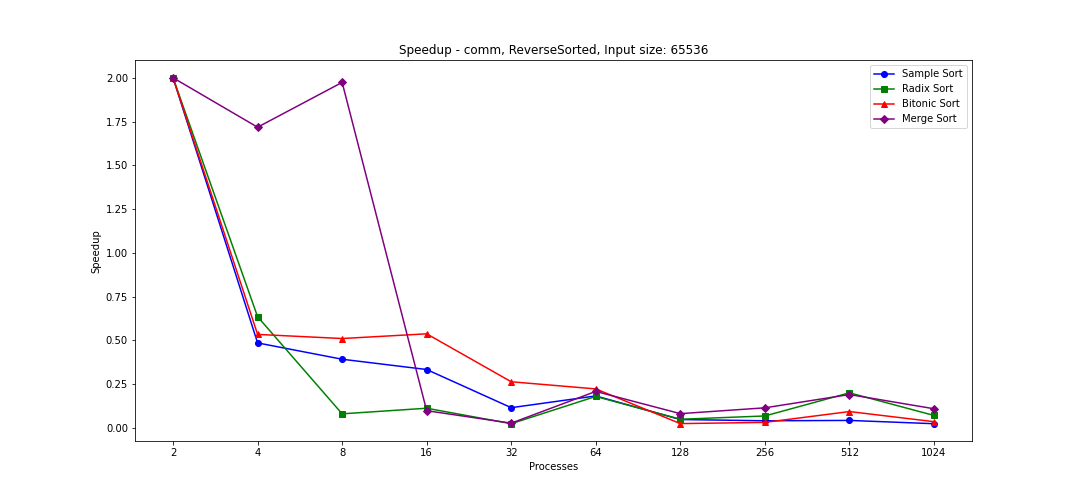 Speedup - comm, ReverseSorted, Input size: 65536
Sample Sort
Radix Sort
Bitonic Sort
Merge Sort
Speedup
2.00
1.75
1.50
1.25
1.00
0.75
0.50
0.25
0.00
2 4 8 16 32 64 128 256 512 1024
Processes